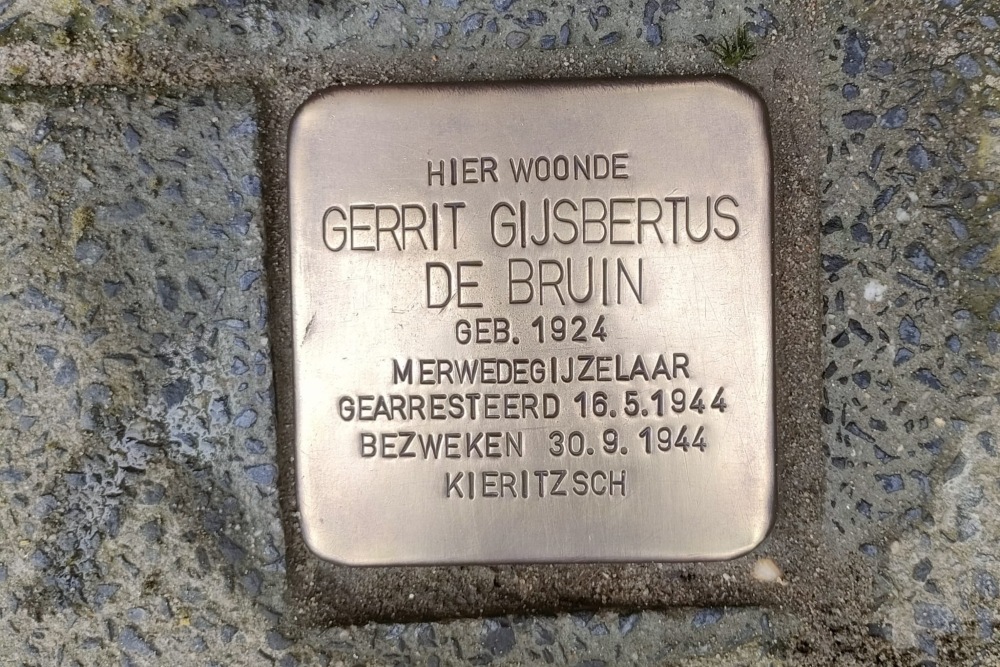 HIER WOONDE
GERRIT GIJSBERTUS
DE BRUIN
GEB. 1924
MERWEDEGIJZELAAR
GEARRESTEERD 16.5.1944
BEZWEKEN 30.9.1944
KIERITZSCH